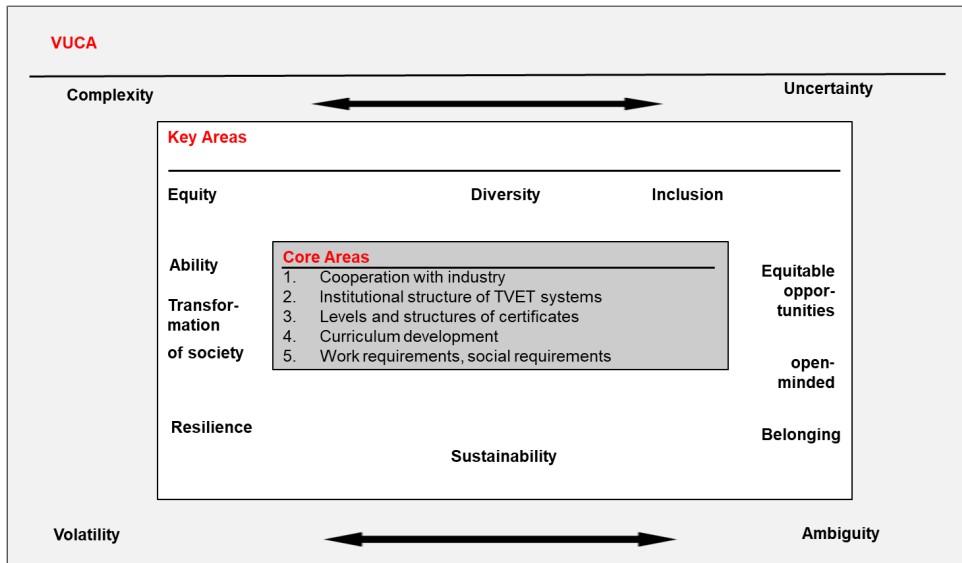 VUCA
Complexity
Uncertainty
Key Areas
Equity
Diversity
Inclusion
Ability
Transfor-
mation
of society
Core Areas
1. Cooperation with industry
2. Institutional structure of TVET systems
3. Levels and structures of certificates
4. Curriculum development
5. Work requirements, social requirements
Equitable
oppor-
tunities
open-
minded
Resilience
Belonging
Sustainability
Volatility
Ambiguity